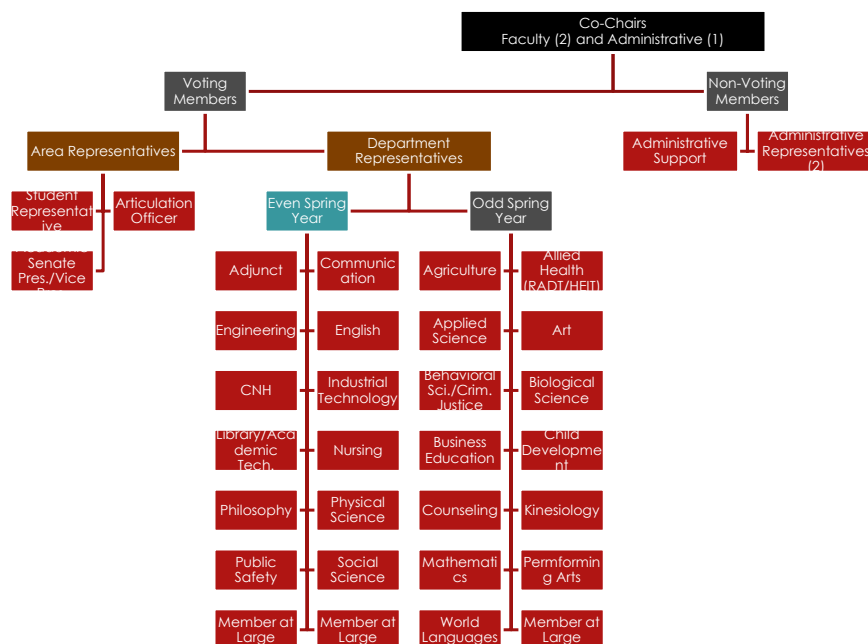 Co-Chairs
Faculty (2) and Administrative (1)
Voting
Members
Non-Voting
Members
Area Representatives
Department
Representatives
Administrative
Support
Administrative
Representatives
(2)
Student
Representat
ive
Articulation
Officer
Senate
Pres./Vice
Even Spring
Year
Odd Spring
Year
Adjunct
Communic
ation
Agriculture
Allied
Health
(RADT/HEIT)
Engineering
English
Applied
Science
Art
CNH
Industrial
Technology
Behavioral
Sci./Crim.
Justice
Biological
Science
Library/Aca
demic
Tech.
Nursing
Business
Education
Child
Developme
nt
Philosophy
Physical
Science
Counseling
Kinesiology
Public
Safety
Social
Science
Mathemati
cs
Permformin
g Arts
Member at
Large
Member at
Large
World
Languages
Member at
Large